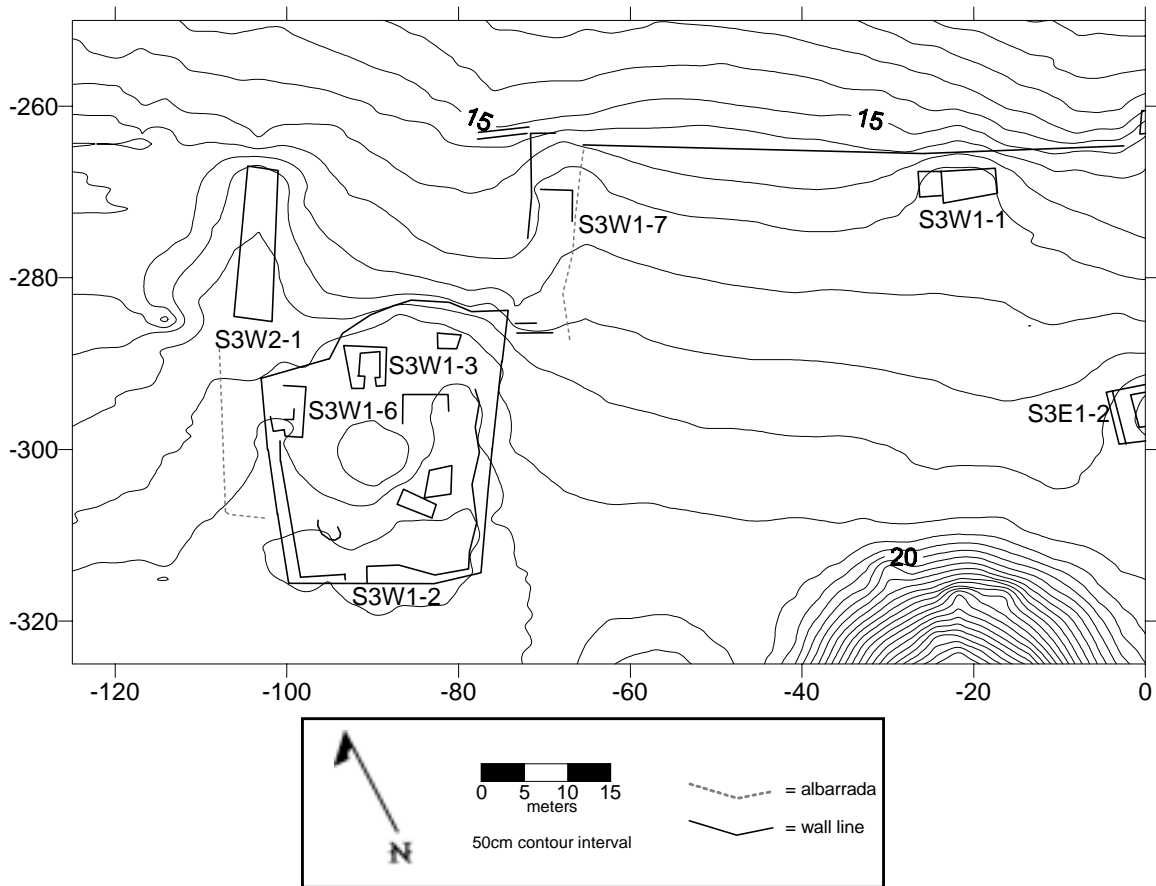 -260
15
15
S3W1-1
S3W1-7
-280
S3W2-1
S3W1-3
S3W1-6
S3E1-2
-300
20
S3W1-2
-320
-120
-100
-80
-60
-40
-20
0
0 5 10 15
meters
50cm contour interval
= albarrada
= wall line
N